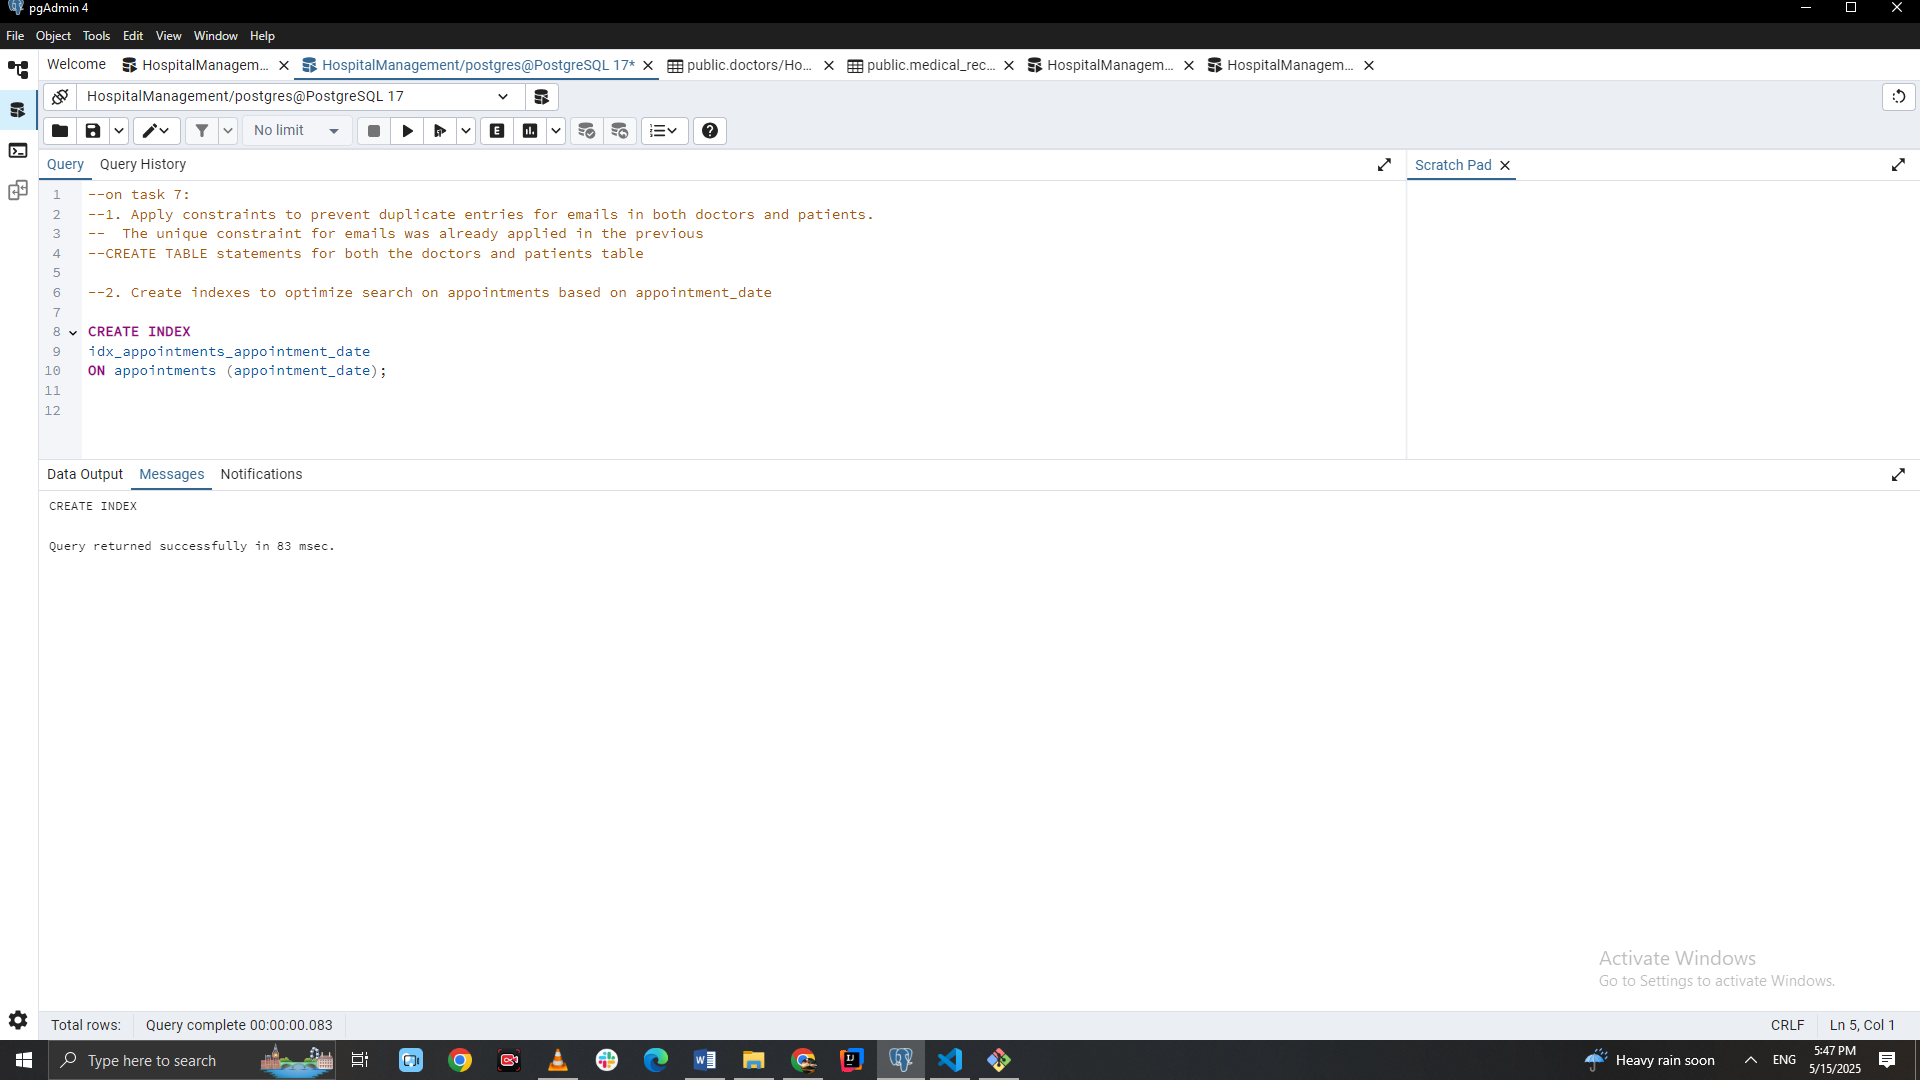 pgAdmin 4
File Object Tools Edit View Window Help
Welcome HospitalManagem... HospitalManagement/postgres@PostgreSQL 17* public.doctors/Ho... public.medical_rec... HospitalManagem... HospitalManagem...
HospitalManagement/postgres@PostgreSQL 17
No limit
Query Query History
Scratch Pad
1 --on task 7:
2 --1. Apply constraints to prevent duplicate entries for emails in both doctors and patients.
3 --  The unique constraint for emails was already applied in the previous
4 --CREATE TABLE statements for both the doctors and patients table
5
6 --2. Create indexes to optimize search on appointments based on appointment_date
7
8 CREATE INDEX
9 idx_appointments_appointment_date
10 ON appointments (appointment_date);
11
12
Data Output Messages Notifications
CREATE INDEX
Query returned successfully in 83 msec.
Activate Windows
Go to Settings to activate Windows.
Total rows: Query complete 00:00:00.083 CRLF Ln 5, Col 1
Type here to search
Heavy rain soon
ENG
5:47 PM
5/15/2025